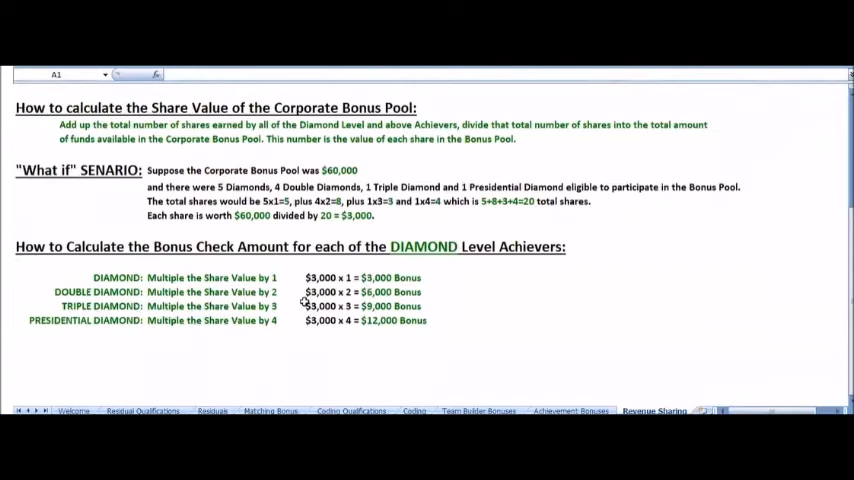 A1
fx
How to calculate the Share Value of the Corporate Bonus Pool:
Add up the total number of shares earned by all of the Diamond Level and above Achievers, divide that total number of shares into the total amount
of funds available in the Corporate Bonus Pool. This number is the value of each share in the Bonus Pool.
"What if" SENARIO: Suppose the Corporate Bonus Pool was $60,000
and there were 5 Diamonds, 4 Double Diamonds, 1 Triple Diamond and 1 Presidential Diamond eligible to participate in the Bonus Pool.
The total shares would be 5x1=5, plus 4x2=8, plus 1x3=3 and 1x4=4 which is 5+8+3+4=20 total shares.
Each share is worth $60,000 divided by 20 = $3,000.
How to Calculate the Bonus Check Amount for each of the DIAMOND Level Achievers:
DIAMOND: Multiple the Share Value by 1 $3,000 x 1 = $3,000 Bonus
DOUBLE DIAMOND: Multiple the Share Value by 2 $3,000 x 2 = $6,000 Bonus
TRIPLE DIAMOND: Multiple the Share Value by 3 $3,000 x 3 = $9,000 Bonus
PRESIDENTIAL DIAMOND: Multiple the Share Value by 4 $3,000 x 4 = $12,000 Bonus
Welcome Residual Qualifications Residuals Matching Bonus Coding Qualifications Coding Team Builder Bonuses Achievement Bonuses Revenue Sharing